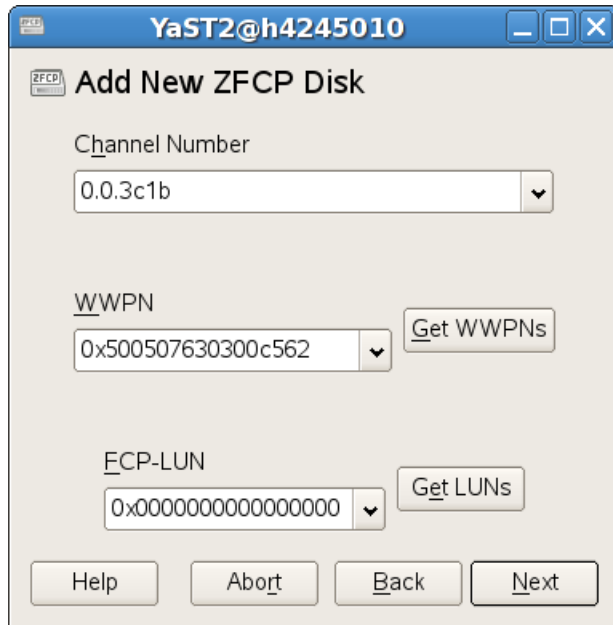 YaST2@h4245010
ZFCP Add New ZFCP Disk
Channel Number
0.0.3c1b
WWPN
0x500507630300c562
Get WWPNs
FCP-LUN
0x0000000000000000
Get LUNs
Help Abort Back Next